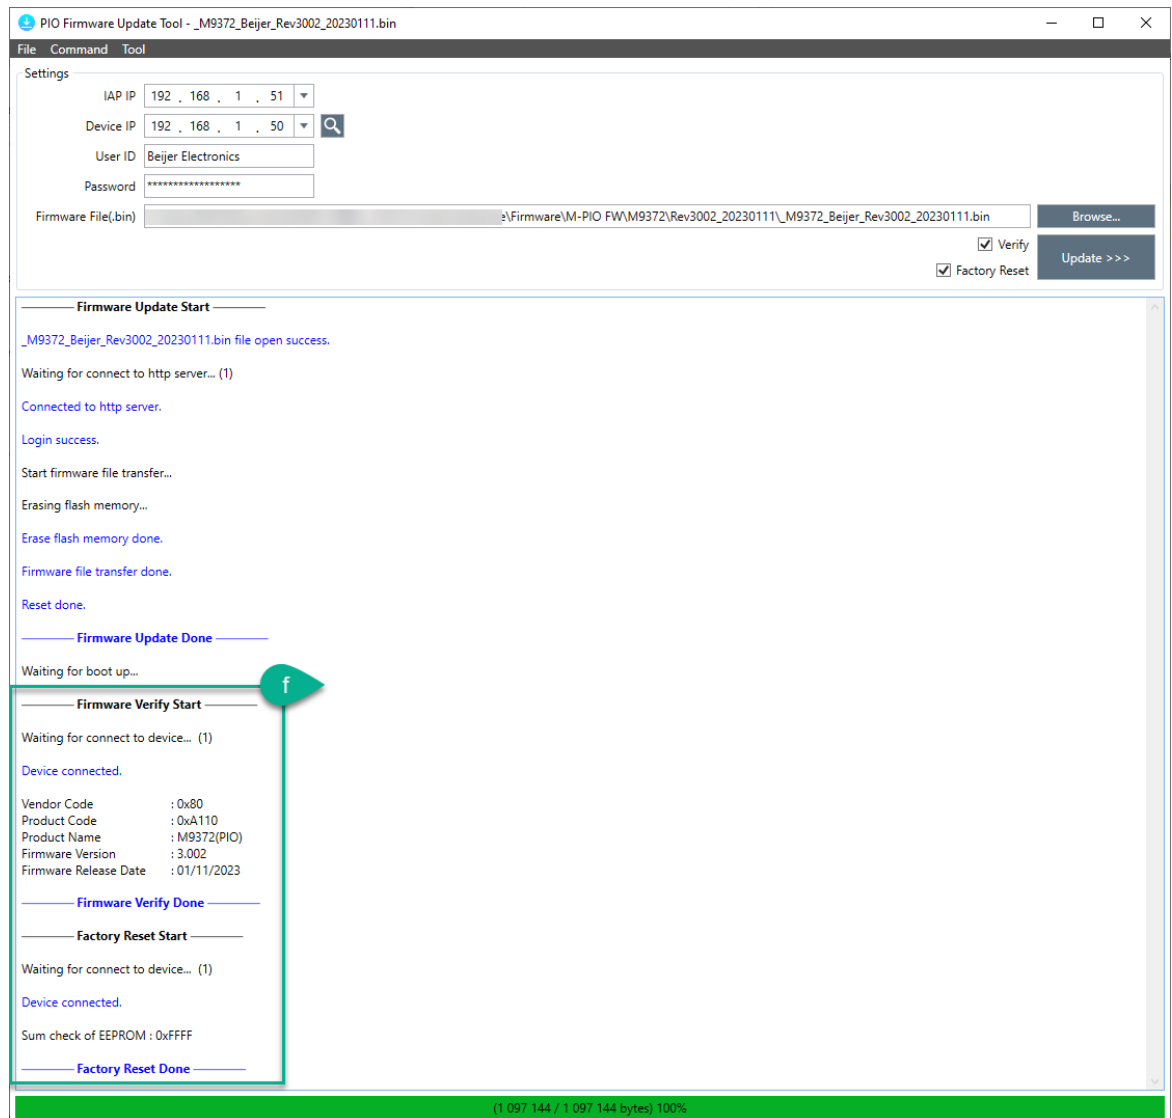 PIO Firmware Update Tool - _M9372_Beijer_Rev3002_20230111.bin
File Command Tool
Settings
IAP IP 192 . 168 . 1 . 51
Device IP 192 . 168 . 1 . 50
User ID Beijer Electronics
Password ******************
Firmware File(.bin) e\Firmware\M-PIO FW\M9372\Rev3002_20230111\_M9372_Beijer_Rev3002_20230111.bin Browse...
Verify
Update >>>
Factory Reset
Firmware Update Start
_M9372_Beijer_Rev3002_20230111.bin file open success.
Waiting for connect to http server... (1)
Connected to http server.
Login success.
Start firmware file transfer...
Erasing flash memory...
Erase flash memory done.
Firmware file transfer done.
Reset done.
Firmware Update Done
Waiting for boot up...
f
Firmware Verify Start
Waiting for connect to device... (1)
Device connected.
Vendor Code : 0x80
Product Code : 0xA110
Product Name : M9372(PIO)
Firmware Version : 3.002
Firmware Release Date : 01/11/2023
Firmware Verify Done
Factory Reset Start
Waiting for connect to device... (1)
Device connected.
Sum check of EEPROM : 0xFFFF
Factory Reset Done
(1 097 144 / 1 097 144 bytes) 100%